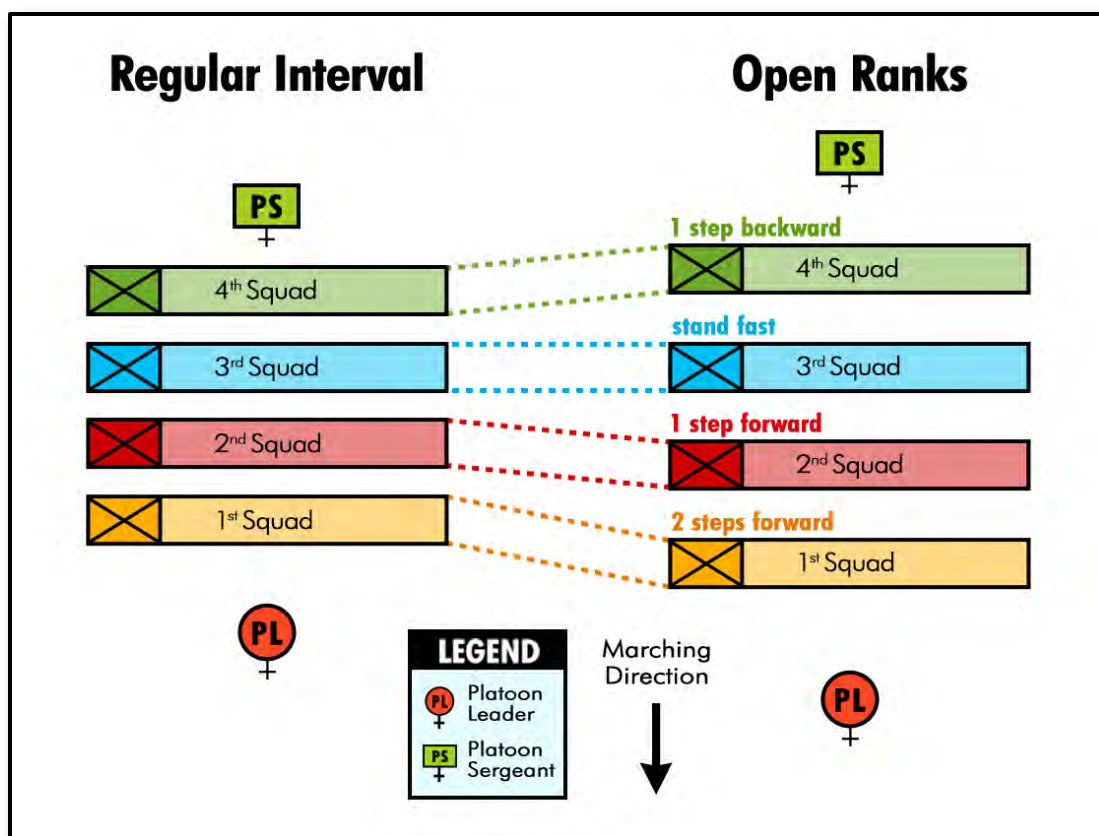 Regular Interval
Open Ranks
PS
4th Squad
3rd Squad
2nd Squad
1st Squad
PL
PS
1 step backward
4th Squad
stand fast
3rd Squad
1 step forward
2nd Squad
2 steps forward
1st Squad
PL
LEGEND
PL Platoon
Leader
PS Platoon
Sergeant
Marching
Direction